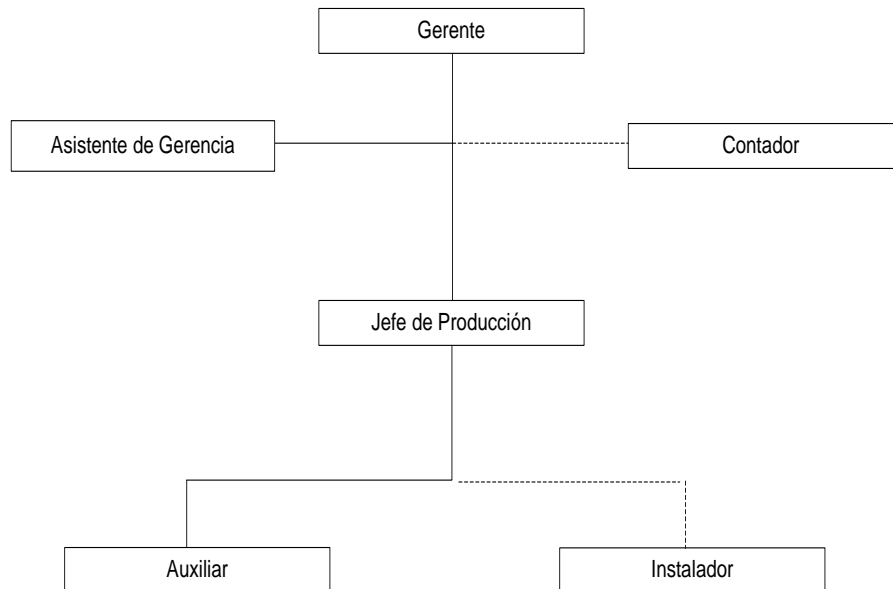 Gerente
Asistente de Gerencia
Contador
Jefe de Producción
Auxiliar
Instalador